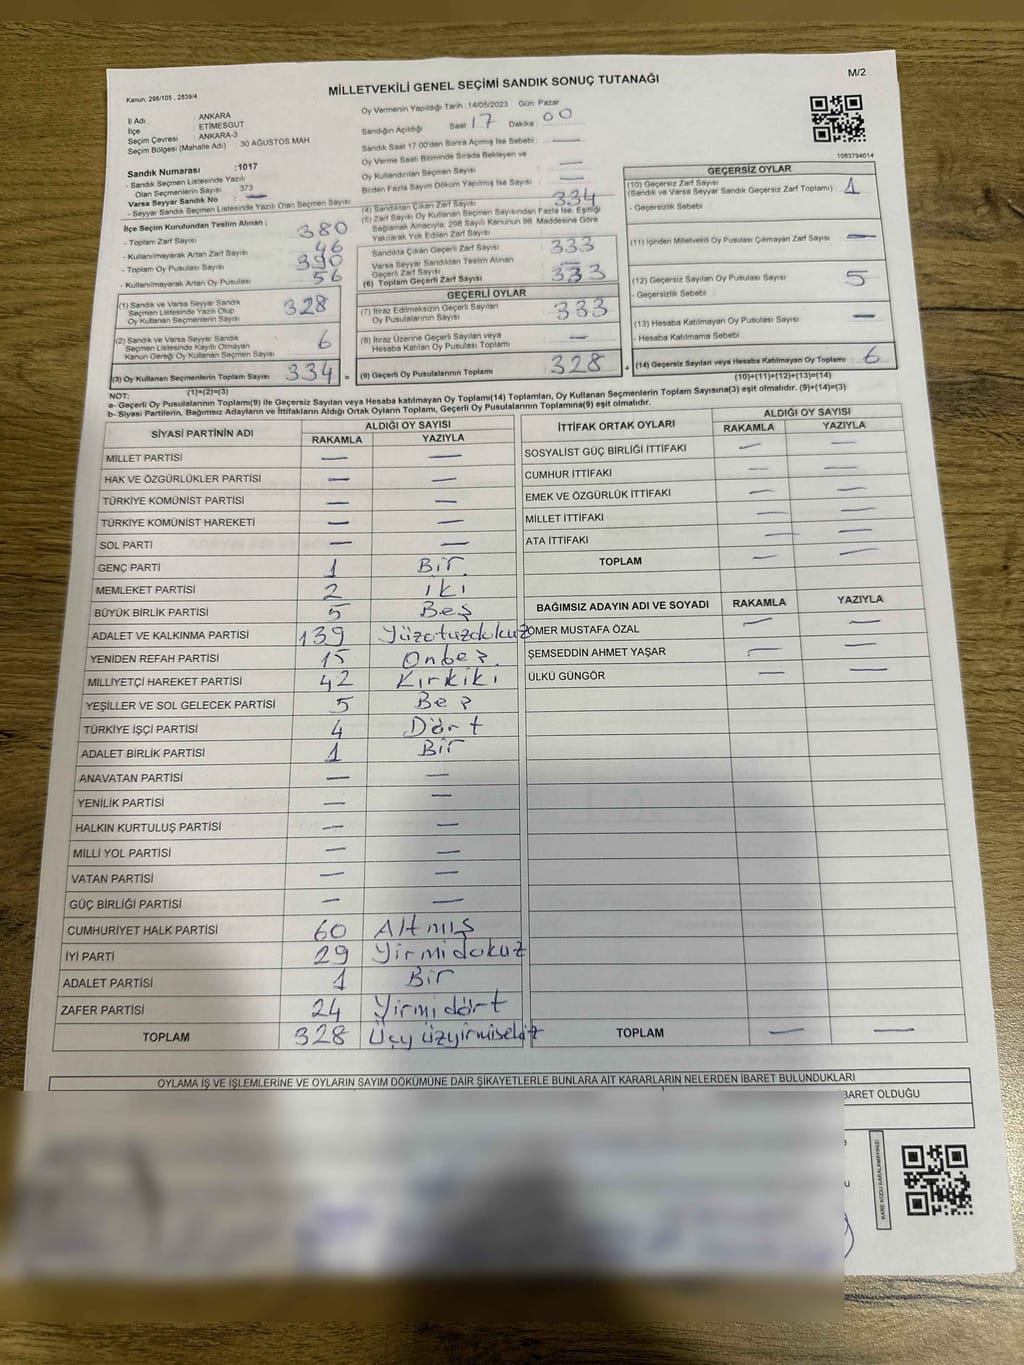 Kanun: 298/105 , 2839/4
MİLLETVEKİLİ GENEL SEÇİMİ SANDIK SONUÇ TUTANAĞI
M/2
İl Adı : ANKARA
İlçe : ETİMESGUT
Seçim Çevresi : ANKARA-3
Seçim Bölgesi (Mahalle Adı) 30 AĞUSTOS MAH
Sandık Numarası :1017
- Sandık Seçmen Listesinde Yazılı
Olan Seçmenlerin Sayısı 373
Varsa Seyyar Sandık No : —
- Seyyar Sandık Seçmen Listesinde Yazılı Olan Seçmen Sayısı
İlçe Seçim Kurulundan Teslim Alınan ;
- Toplam Zarf Sayısı : 380
- Kullanılmayarak Artan Zarf Sayısı 46
- Toplam Oy Pusulası Sayısı 390
- Kullanılmayarak Artan Oy Pusulası 56
(1) Sandık ve Varsa Seyyar Sandık
Seçmen Listesinde Yazılı Olup
Oy Kullanan Seçmenlerin Sayısı 328
(2) Sandık ve Varsa Seyyar Sandık
Seçmen Listesinde Kayıtlı Olmayan
Kanun Gereği Oy Kullanan Seçmen Sayısı 6
(3) Oy Kullanan Seçmenlerin Toplam Sayısı 334 =
(1)+(2)=(3)
Oy Vermenin Yapıldığı Tarih : 14/05/2023 Gün: Pazar
Sandığın Açıldığı Saat 17 Dakika : 00
Sandık Saat 17:00'den Sonra Açılmış İse Sebebi : —
Oy Verme Saati Bitiminde Sırada Bekleyen ve
Oy Kullandırılan Seçmen Sayısı —
Birden Fazla Sayım Döküm Yapılmış İse Sayısı —
(4) Sandıktan Çıkan Zarf Sayısı 334
(5) Zarf Sayısı Oy Kullanan Seçmen Sayısından Fazla İse, Eşitliği
Sağlamak Amacıyla, 298 Sayılı Kanunun 98. Maddesine Göre
Yakılarak Yok Edilen Zarf Sayısı
Sandıkta Çıkan Geçerli Zarf Sayısı 333
Varsa Seyyar Sandıktan Teslim Alınan
Geçerli Zarf Sayısı —
(6) Toplam Geçerli Zarf Sayısı 333
GEÇERLİ OYLAR
(7) İtiraz Edilmeksizin Geçerli Sayılan
Oy Pusulalarının Sayısı 333
(8) İtiraz Üzerine Geçerli Sayılan veya
Hesaba Katılan Oy Pusulası Toplamı —
(9) Geçerli Oy Pusulalarının Toplamı 328 +
1083794014
GEÇERSİZ OYLAR
(10) Geçersiz Zarf Sayısı
(Sandık ve Varsa Seyyar Sandık Geçersiz Zarf Toplamı) : 1
- Geçersizlik Sebebi :
(11) İçinden Milletvekili Oy Pusulası Çıkmayan Zarf Sayısı : —
(12) Geçersiz Sayılan Oy Pusulası Sayısı : 5
- Geçersizlik Sebebi :
(13) Hesaba Katılmayan Oy Pusulası Sayısı : —
- Hesaba Katılmama Sebebi :
(14) Geçersiz Sayılan veya Hesaba Katılmayan Oy Toplamı : 6
(10)+(11)+(12)+(13)=(14)
NOT:
a- Geçerli Oy Pusulalarının Toplamı(9) ile Geçersiz Sayılan veya Hesaba katılmayan Oy Toplamı(14) Toplamları, Oy Kullanan Seçmenlerin Toplam Sayısına(3) eşit olmalıdır. (9)+(14)=(3)
b- Siyasi Partilerin, Bağımsız Adayların ve İttifakların Aldığı Ortak Oyların Toplamı, Geçerli Oy Pusulalarının Toplamına(9) eşit olmalıdır.
SİYASİ PARTİNİN ADI ALDIĞI OY SAYISI
RAKAMLA YAZIYLA
MİLLET PARTİSİ — —
HAK VE ÖZGÜRLÜKLER PARTİSİ — —
TÜRKİYE KOMÜNİST PARTİSİ — —
TÜRKİYE KOMÜNİST HAREKETİ — —
SOL PARTİ — —
GENÇ PARTİ 1 Bir
MEMLEKET PARTİSİ 2 iki
BÜYÜK BİRLİK PARTİSİ 5 Beş
ADALET VE KALKINMA PARTİSİ 139 Yüzotuzdokuz
YENİDEN REFAH PARTİSİ 15 Onbeş
MİLLİYETÇİ HAREKET PARTİSİ 42 Kırkiki
YEŞİLLER VE SOL GELECEK PARTİSİ 5 Beş
TÜRKİYE İŞÇİ PARTİSİ 4 Dört
ADALET BİRLİK PARTİSİ 1 Bir
ANAVATAN PARTİSİ — —
YENİLİK PARTİSİ — —
HALKIN KURTULUŞ PARTİSİ — —
MİLLİ YOL PARTİSİ — —
VATAN PARTİSİ — —
GÜÇ BİRLİĞİ PARTİSİ — —
CUMHURİYET HALK PARTİSİ 60 Altmış
İYİ PARTİ 29 Yirmidokuz
ADALET PARTİSİ 1 Bir
ZAFER PARTİSİ 24 Yirmidört
TOPLAM 328 Üçyüzyirmisekiz
İTTİFAK ORTAK OYLARI ALDIĞI OY SAYISI
RAKAMLA YAZIYLA
SOSYALİST GÜÇ BİRLİĞİ İTTİFAKI — —
CUMHUR İTTİFAKI — —
EMEK VE ÖZGÜRLÜK İTTİFAKI — —
MİLLET İTTİFAKI — —
ATA İTTİFAKI — —
TOPLAM — —
BAĞIMSIZ ADAYIN ADI VE SOYADI RAKAMLA YAZIYLA
ÖMER MUSTAFA ÖZAL — —
ŞEMSEDDİN AHMET YAŞAR — —
ÜLKÜ GÜNGÖR — —
TOPLAM — —
OYLAMA İŞ VE İŞLEMLERİNE VE OYLARIN SAYIM DÖKÜMÜNE DAİR ŞİKAYETLERLE BUNLARA AİT KARARLARIN NELERDEN İBARET BULUNDUKLARI
İBARET OLDUĞU
KARE KODU KARALAMAYINIZ!